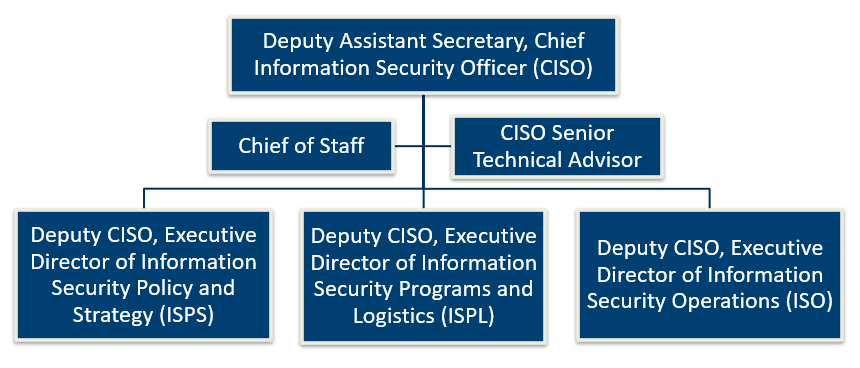 Deputy Assistant Secretary, Chief
Information Security Officer (CISO)
Chief of Staff
CISO Senior
Technical Advisor
Deputy CISO, Executive
Director of Information
Security Policy and
Strategy (ISPS)
Deputy CISO, Executive
Director of Information
Security Programs and
Logistics (ISPL)
Deputy CISO, Executive
Director of Information
Security Operations (ISO)